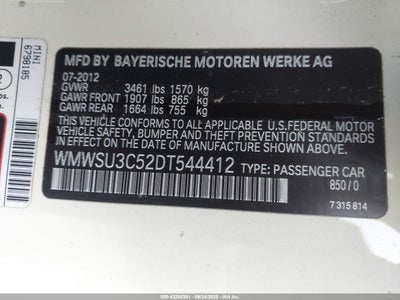 MFD BY BAYERISCHE MOTOREN WERKE AG
07-2012
GVWR 3461 lbs 1570 kg
GAWR FRONT 1907 lbs 865 kg
GAWR REAR 1664 lbs 755 kg
THIS VEHICLE CONFORMS TO ALL APPLICABLE U.S. FEDERAL MOTOR
VEHICLE SAFETY, BUMPER AND THEFT PREVENTION STANDARDS
IN EFFECT ON THE DATE OF MANUFACTURE SHOWN ABOVE.
WMWSU3C52DT544412 TYPE: PASSENGER CAR
850/0
7 315 814
MINI
6798185
lbs.